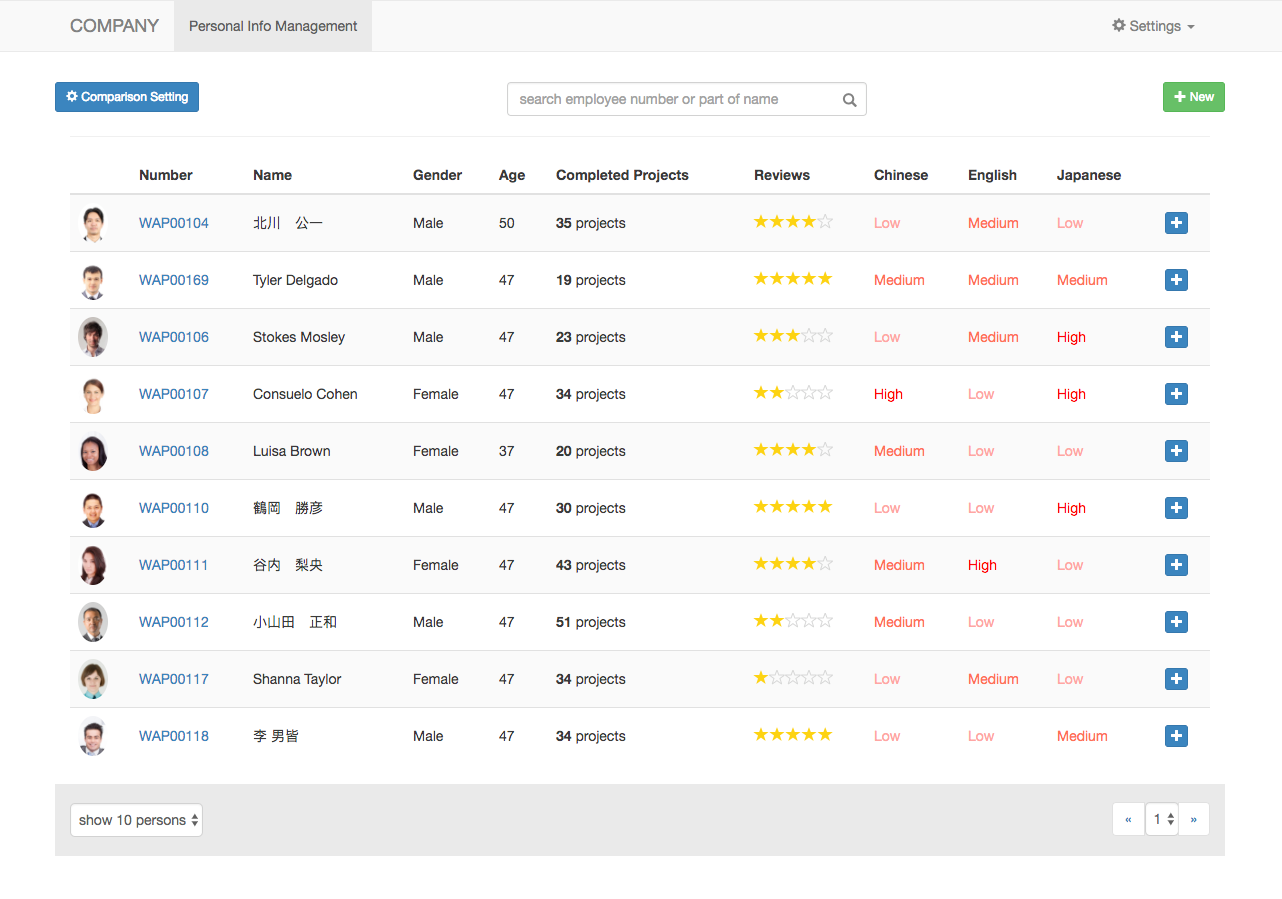 COMPANY Personal Info Management Settings
Comparison Setting search employee number or part of name New
Number Name Gender Age Completed Projects Reviews Chinese English Japanese
WAP00104 北川　公一 Male 50 35 projects Low Medium Low
WAP00169 Tyler Delgado Male 47 19 projects Medium Medium Medium
WAP00106 Stokes Mosley Male 47 23 projects Low Medium High
WAP00107 Consuelo Cohen Female 47 34 projects High Low High
WAP00108 Luisa Brown Female 37 20 projects Medium Low Low
WAP00110 鶴岡　勝彦 Male 47 30 projects Low Low High
WAP00111 谷内　梨央 Female 47 43 projects Medium High Low
WAP00112 小山田　正和 Male 47 51 projects Medium Low Low
WAP00117 Shanna Taylor Female 47 34 projects Low Medium Low
WAP00118 李 男皆 Male 47 34 projects Low Low Medium
show 10 persons « 1 »